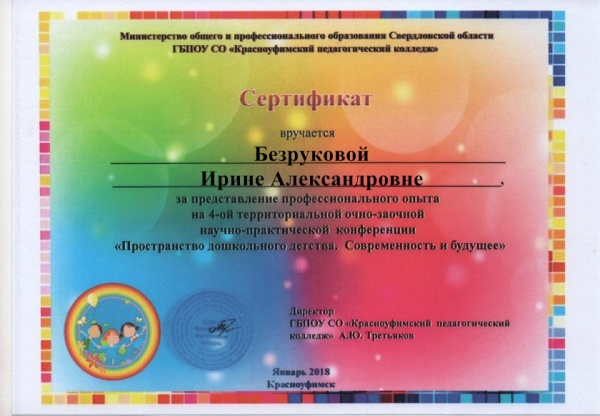 Министерство общего и профессионального образования Свердловской области
ГБПОУ СО «Красноуфимский педагогический колледж»
Сертификат
вручается
Безруковой
Ирине Александровне,
за представление профессионального опыта
на 4-ой территориальной очно-заочной
научно-практической конференции
«Пространство дошкольного детства. Современность и будущее»
Директор
ГБПОУ СО «Красноуфимский педагогический
колледж» А.Ю. Третьяков
Январь 2018
Красноуфимск